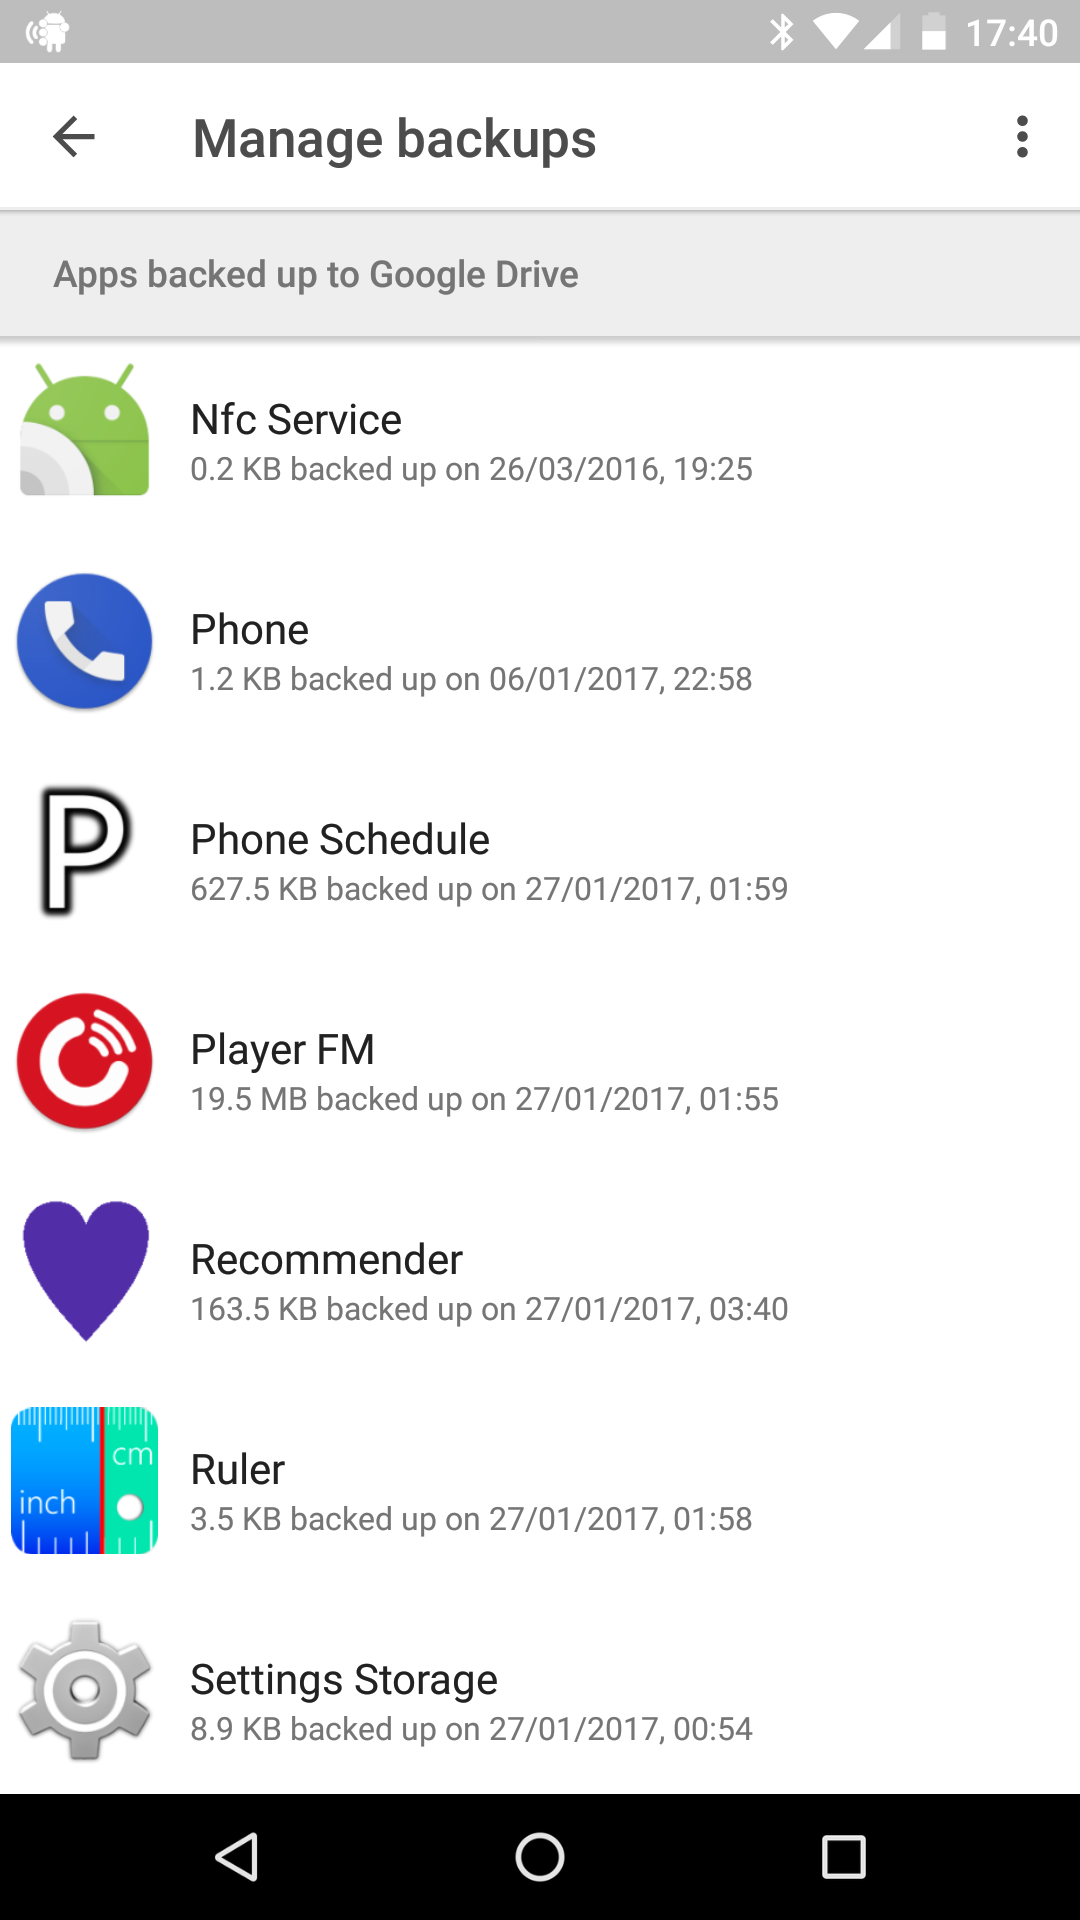 17:40
Manage backups
Apps backed up to Google Drive
Nfc Service
0.2 KB backed up on 26/03/2016, 19:25
Phone
1.2 KB backed up on 06/01/2017, 22:58
P
Phone Schedule
627.5 KB backed up on 27/01/2017, 01:59
Player FM
19.5 MB backed up on 27/01/2017, 01:55
Recommender
163.5 KB backed up on 27/01/2017, 03:40
cm
inch
Ruler
3.5 KB backed up on 27/01/2017, 01:58
Settings Storage
8.9 KB backed up on 27/01/2017, 00:54